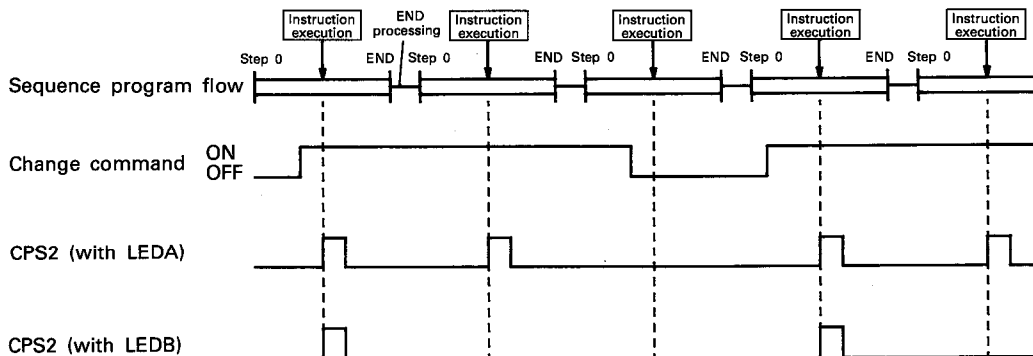 Instruction execution
END processing
Instruction execution
Instruction execution
Instruction execution
Instruction execution
Step 0
END
Step 0
END
Step 0
END
Step 0
END
Step 0
Sequence program flow
Change command
ON
OFF
CPS2 (with LEDA)
CPS2 (with LEDB)